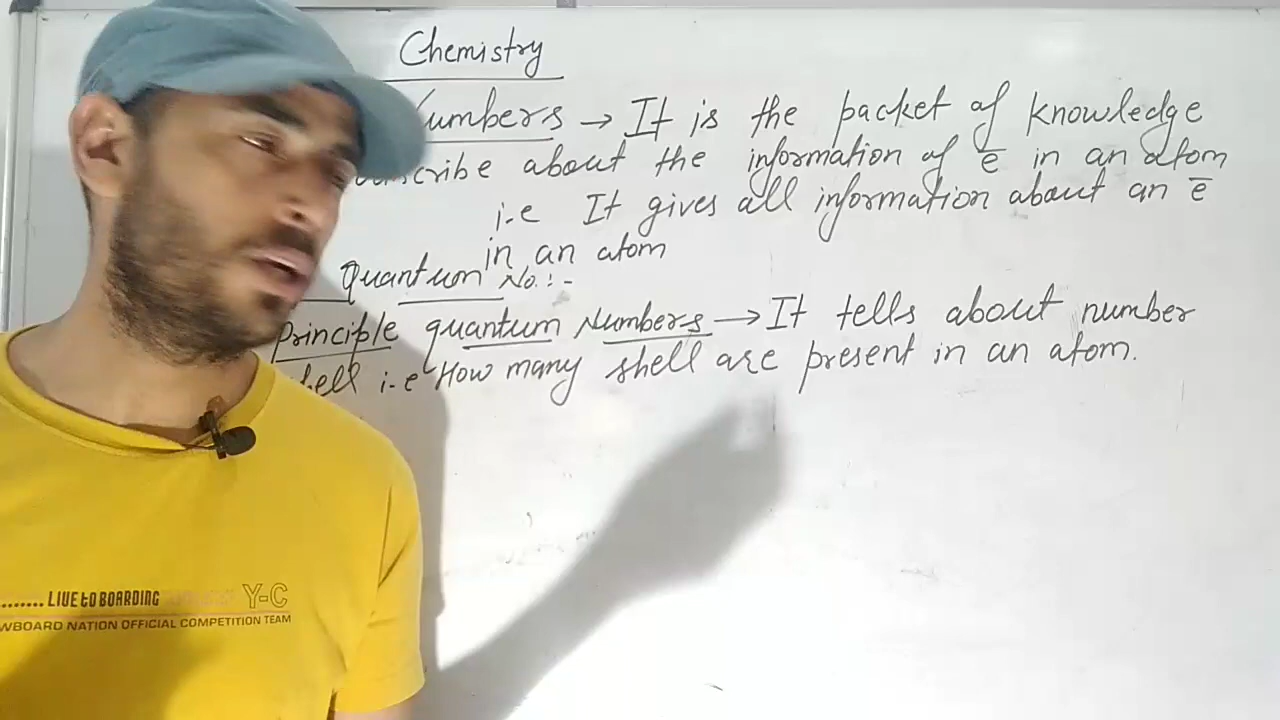 Chemistry
umbers → It is the packet of knowledge
cribe about the information of e̅ in an atom
i-e It gives all information about an e̅
in an atom
Quantum No.:-
Principle quantum Numbers → It tells about number
hell i-e How many shell are present in an atom.
....... LIVE to BOARDING Y-C
WBOARD NATION OFFICIAL COMPETITION TEAM